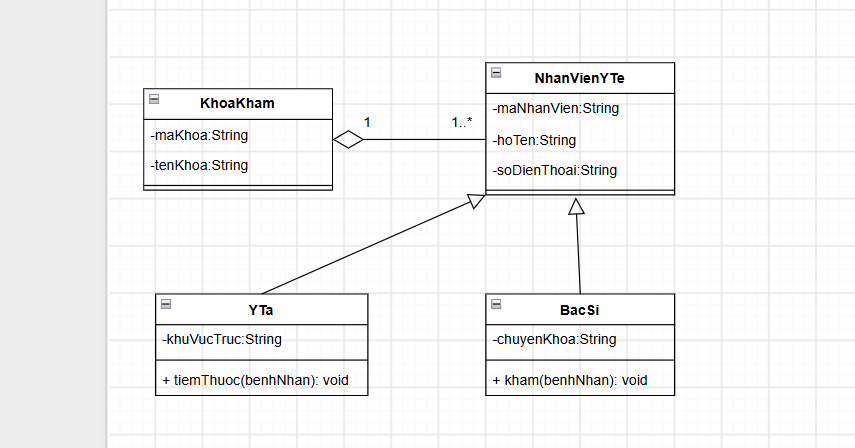 KhoaKham
-maKhoa:String
-tenKhoa:String
1
1..*
NhanVienYTe
-maNhanVien:String
-hoTen:String
-soDienThoai:String
YTa
-khuVucTruc:String
+ tiemThuoc(benhNhan): void
BacSi
-chuyenKhoa:String
+ kham(benhNhan): void